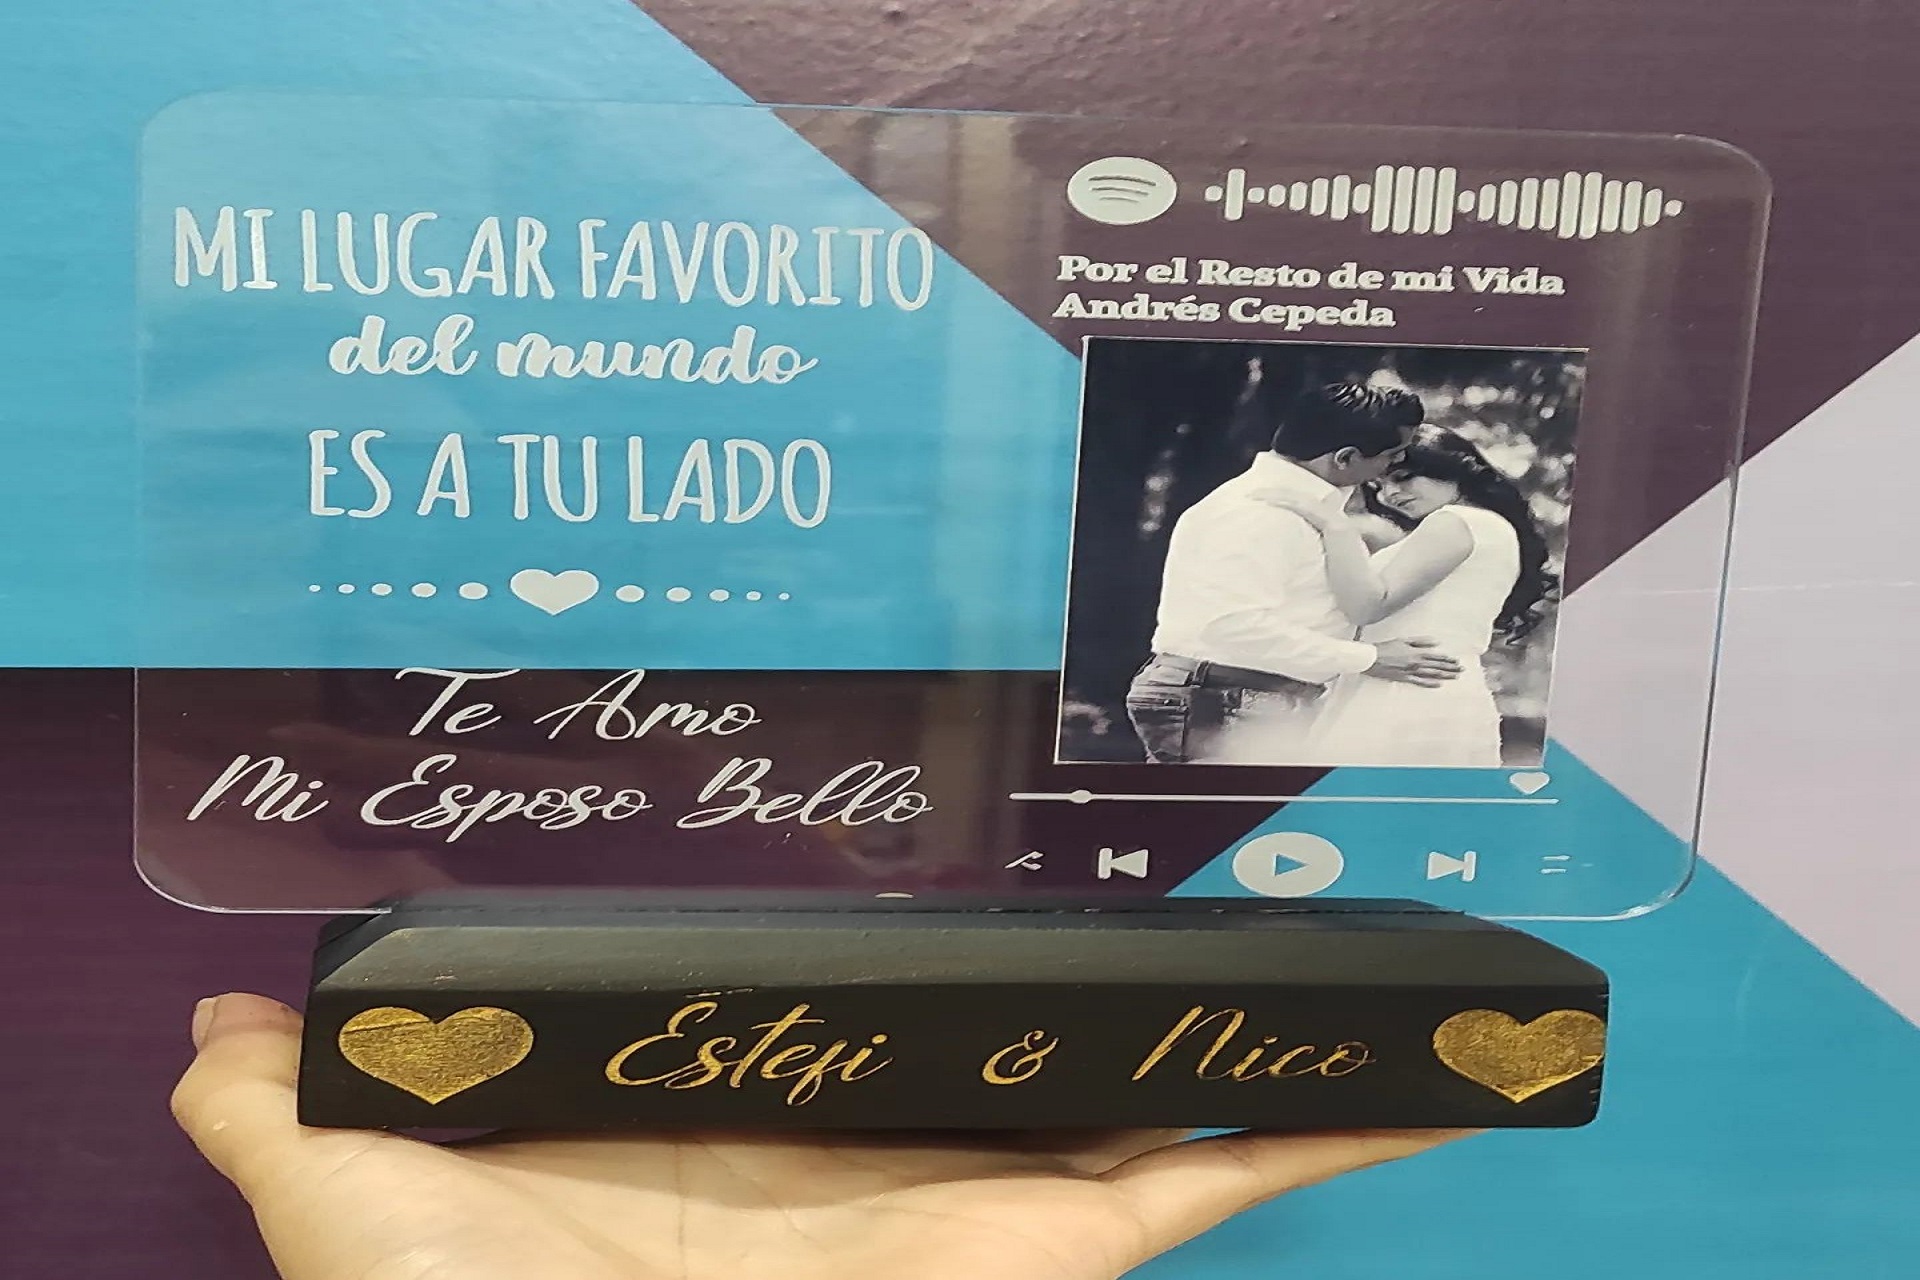 MI LUGAR FAVORITO
del mundo
ES A TU LADO
Te Amo
Mi Esposo Bello
Por el Resto de mi Vida
Andrés Cepeda
Estefi & Nico